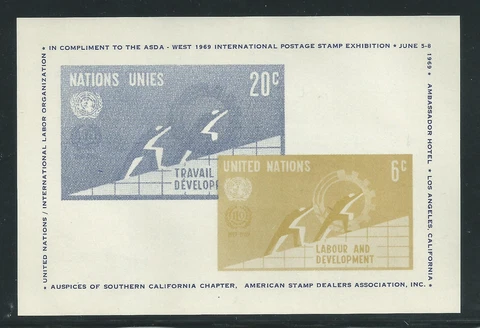 • IN COMPLIMENT TO THE ASDA - WEST 1969 INTERNATIONAL POSTAGE STAMP EXHIBITION • JUNE 5-8
1969 • AMBASSADOR HOTEL • LOS ANGELES, CALIFORNIA •
UNITED NATIONS / INTERNATIONAL LABOR ORGANIZATION
NATIONS UNIES 20c
TRAVAIL
DÉVELOP
UNITED NATIONS 6c
LABOUR AND
DEVELOPMENT
AUSPICES OF SOUTHERN CALIFORNIA CHAPTER, AMERICAN STAMP DEALERS ASSOCIATION, INC.